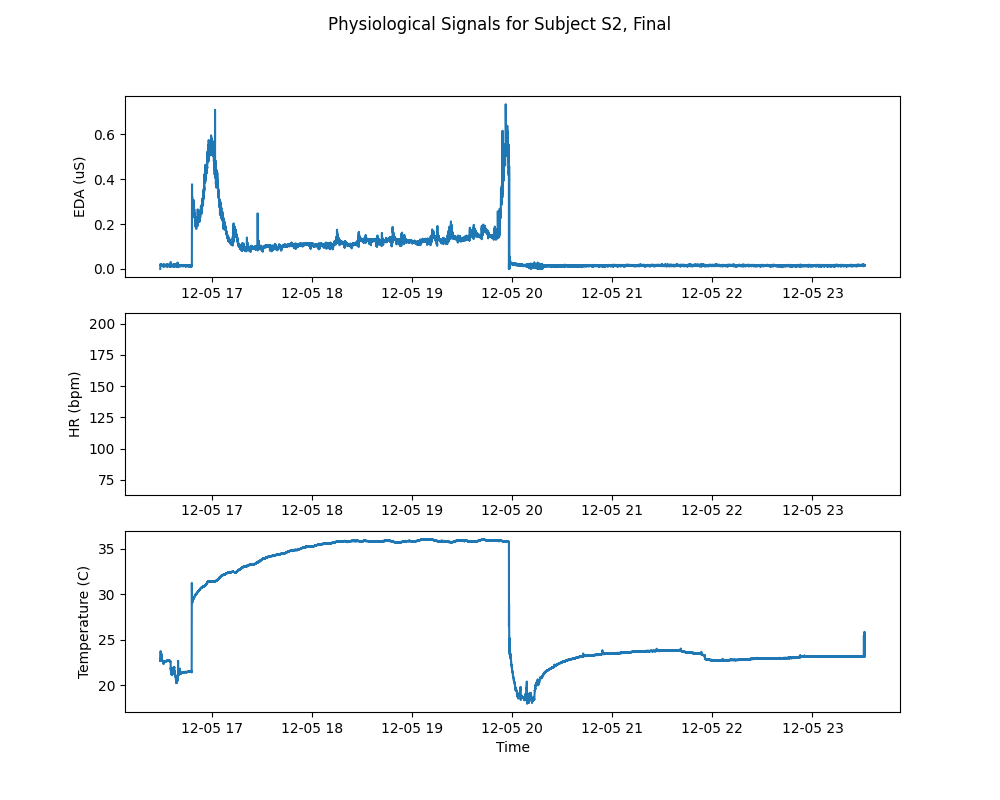 Physiological Signals for Subject S2, Final
EDA (uS)
0.6
0.4
0.2
0.0
12-05 17 12-05 18 12-05 19 12-05 20 12-05 21 12-05 22 12-05 23
HR (bpm)
200
175
150
125
100
75
12-05 17 12-05 18 12-05 19 12-05 20 12-05 21 12-05 22 12-05 23
Temperature (C)
35
30
25
20
12-05 17 12-05 18 12-05 19 12-05 20 12-05 21 12-05 22 12-05 23
Time